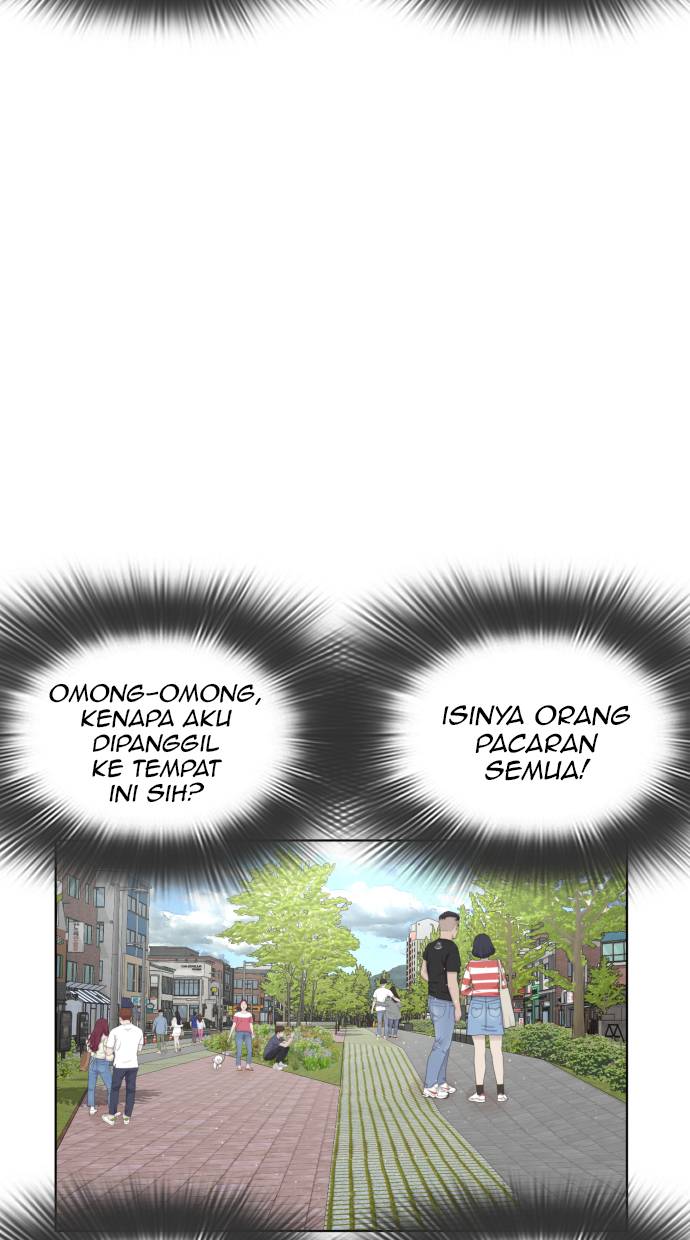 OMONG-OMONG,
KENAPA AKU
DIPANGGIL
KE TEMPAT
INI SIH?
ISINYA ORANG
PACARAN
SEMUA!